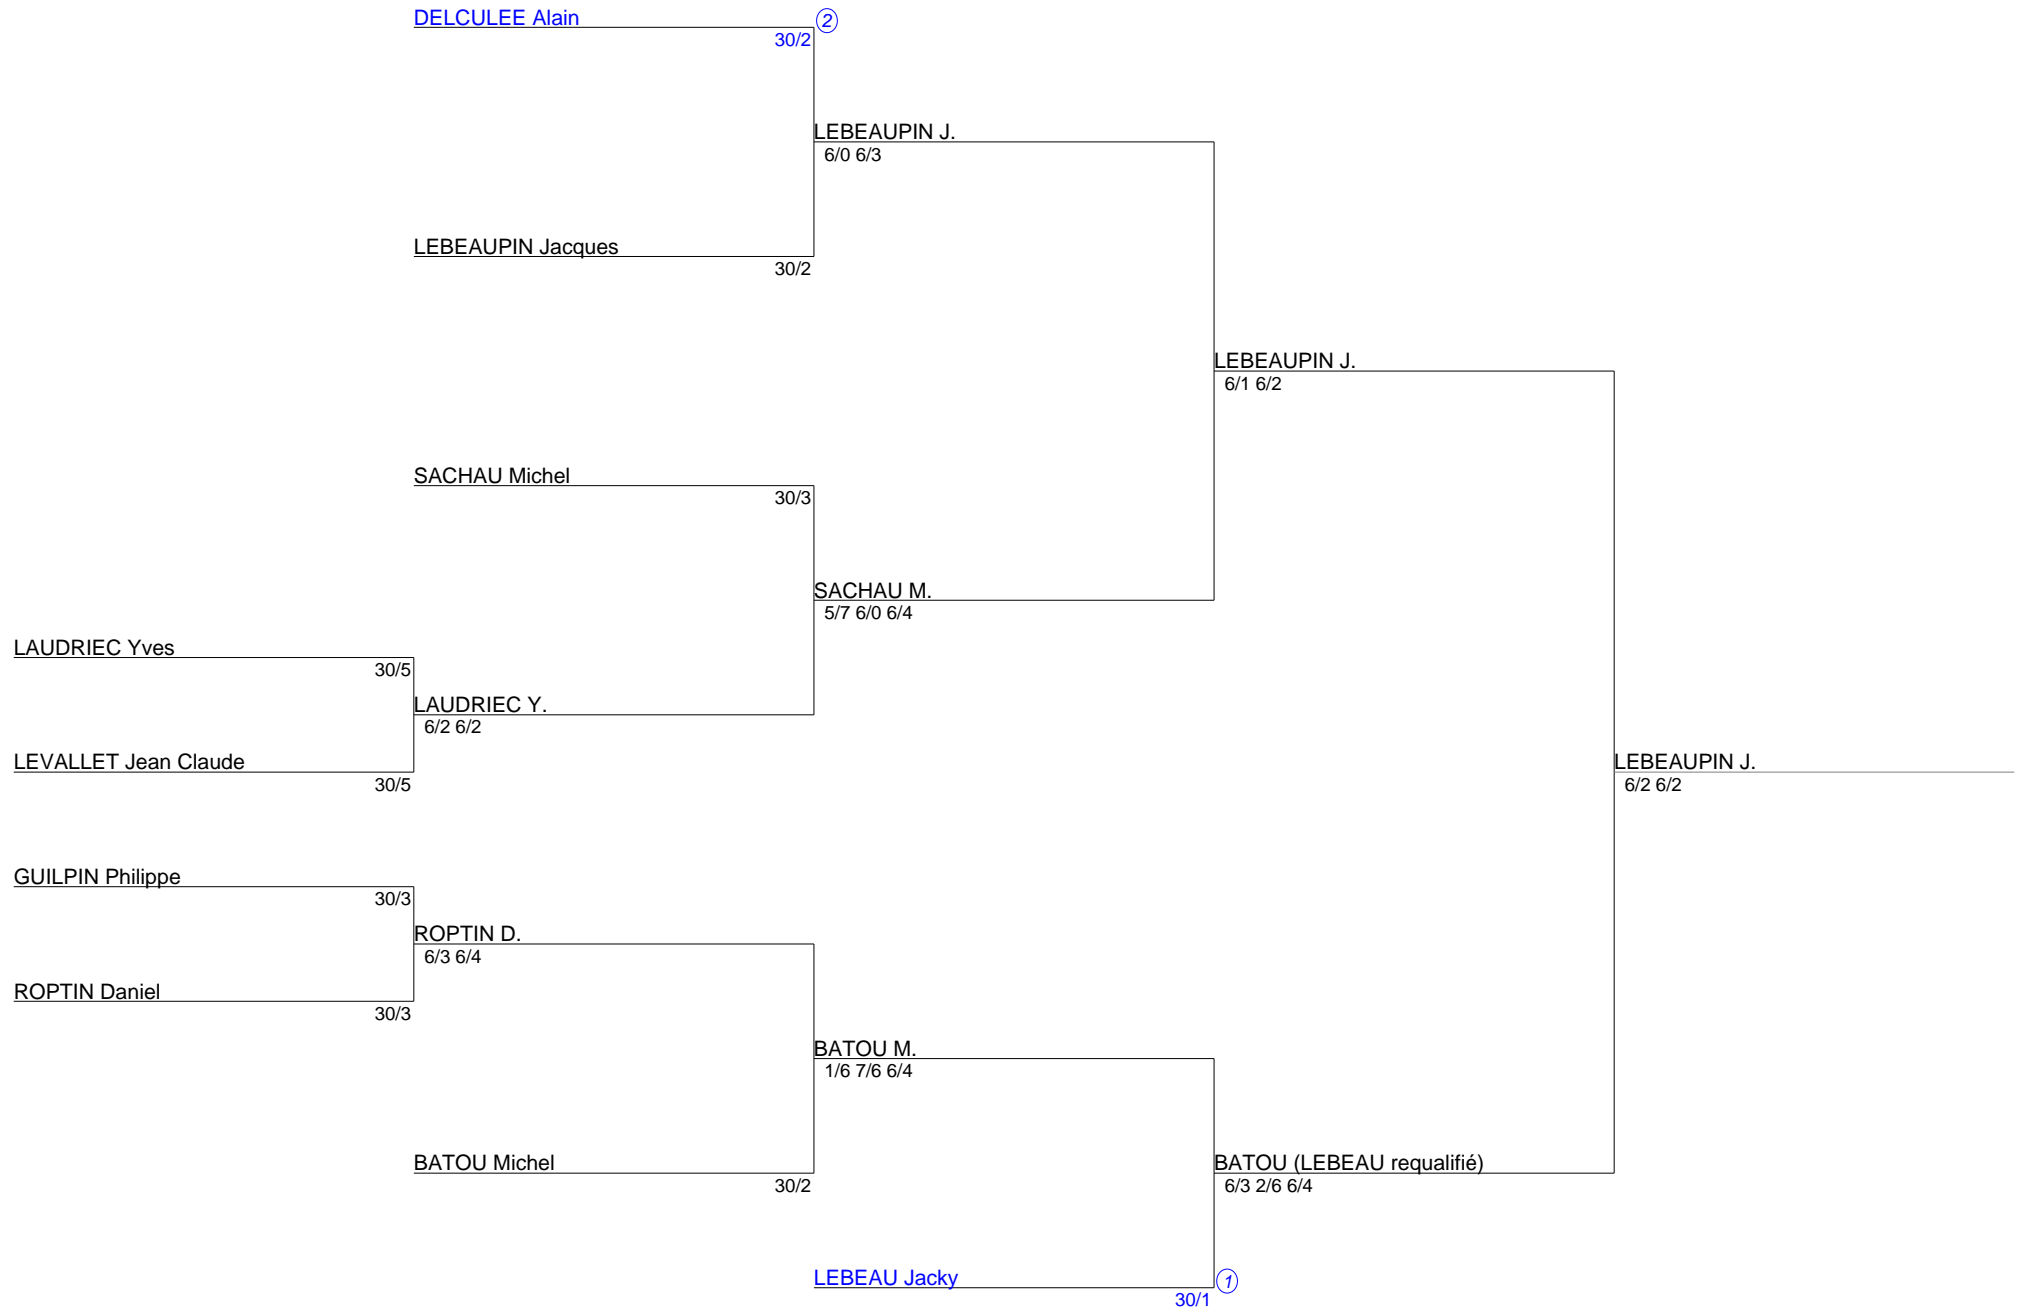 DELCULEE Alain
2
30/2
LEBEAUPIN J.
6/0 6/3
LEBEAUPIN Jacques
30/2
LEBEAUPIN J.
6/1 6/2
SACHAU Michel
30/3
SACHAU M.
5/7 6/0 6/4
LAUDRIEC Yves
30/5
LAUDRIEC Y.
6/2 6/2
LEVALLET Jean Claude
30/5
LEBEAUPIN J.
6/2 6/2
GUILPIN Philippe
30/3
ROPTIN D.
6/3 6/4
ROPTIN Daniel
30/3
BATOU M.
1/6 7/6 6/4
BATOU Michel
30/2
BATOU (LEBEAU requalifié)
6/3 2/6 6/4
LEBEAU Jacky
1
30/1